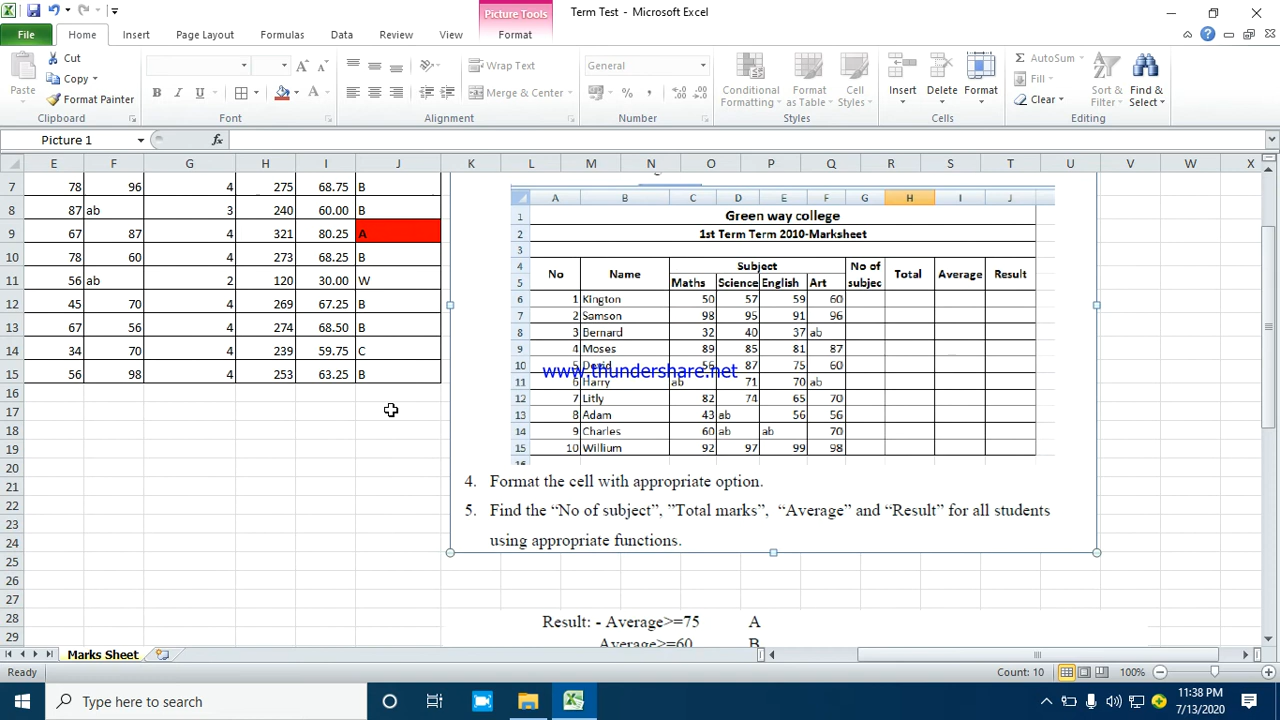 Picture Tools
Term Test - Microsoft Excel
File Home Insert Page Layout Formulas Data Review View Format
Paste
Cut
Copy
Format Painter
Clipboard
B I U
Font
A A
Wrap Text
Merge & Center
Alignment
General
% ,
Number
Conditional Formatting
Format as Table
Cell Styles
Styles
Insert
Delete
Format
Cells
Σ AutoSum
Fill
Clear
Sort & Filter
Find & Select
Editing
Picture 1
fx
E F G H I J K L M N O P Q R S T U V W X
7 78 96 4 275 68.75 B
8 87 ab 3 240 60.00 B
9 67 87 4 321 80.25 A
10 78 60 4 273 68.25 B
11 56 ab 2 120 30.00 W
12 45 70 4 269 67.25 B
13 67 56 4 274 68.50 B
14 34 70 4 239 59.75 C
15 56 98 4 253 63.25 B
16
17
18
19
20
21
22
23
24
25
26
27
28
29
A B C D E F G H I J
1 Green way college
2 1st Term Term 2010-Marksheet
3
4 No Name Subject No of subjec Total Average Result
5 Maths Science English Art
6 1 Kington 50 57 59 60
7 2 Samson 98 95 91 96
8 3 Bernard 32 40 37 ab
9 4 Moses 89 85 81 87
10 5 David 56 87 75 60
www.thundershare.net
11 6 Harry ab 71 70 ab
12 7 Litly 82 74 65 70
13 8 Adam 43 ab 56 56
14 9 Charles 60 ab ab 70
15 10 Willium 92 97 99 98
4. Format the cell with appropriate option.
5. Find the “No of subject”, ”Total marks”, “Average” and “Result” for all students
using appropriate functions.
Result: - Average>=75 A
Average>=60 B
Marks Sheet
Ready
Count: 10
100%
Type here to search
11:38 PM
7/13/2020